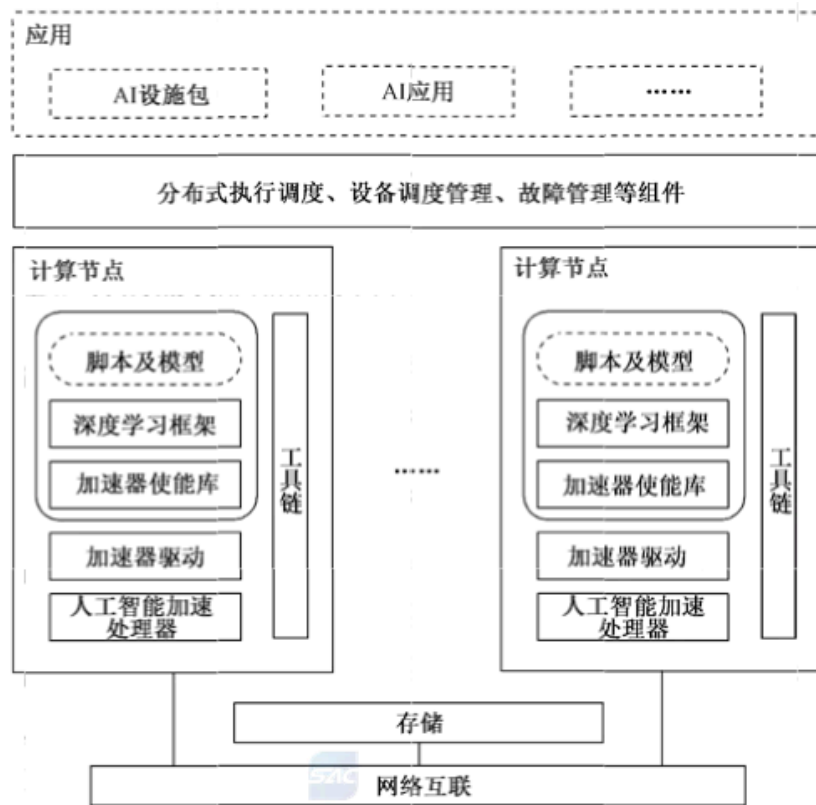 应用
AI设施包
AI应用
……
分布式执行调度、设备调度管理、故障管理等组件
计算节点
脚本及模型
深度学习框架
加速器使能库
加速器驱动
人工智能加速
处理器
工具链
……
计算节点
脚本及模型
深度学习框架
加速器使能库
加速器驱动
人工智能加速
处理器
工具链
存储
SAC
网络互联